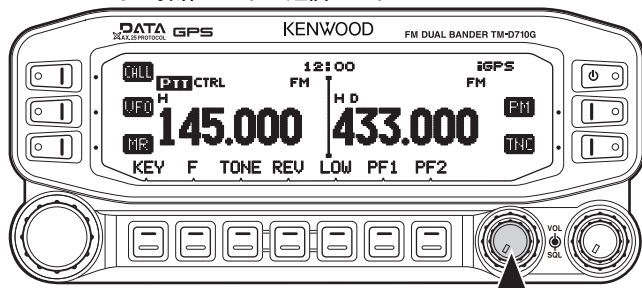 DATA GPS KENWOOD FM DUAL BANDER TM-D710G
AX.25 PROTOCOL
CALL 12:00 iGPS
PTT CTRL FM FM
VFO H 145.000 H D 433.000 PM
MR TNC
KEY F TONE REV LOW PF1 PF2
VOL
SQL